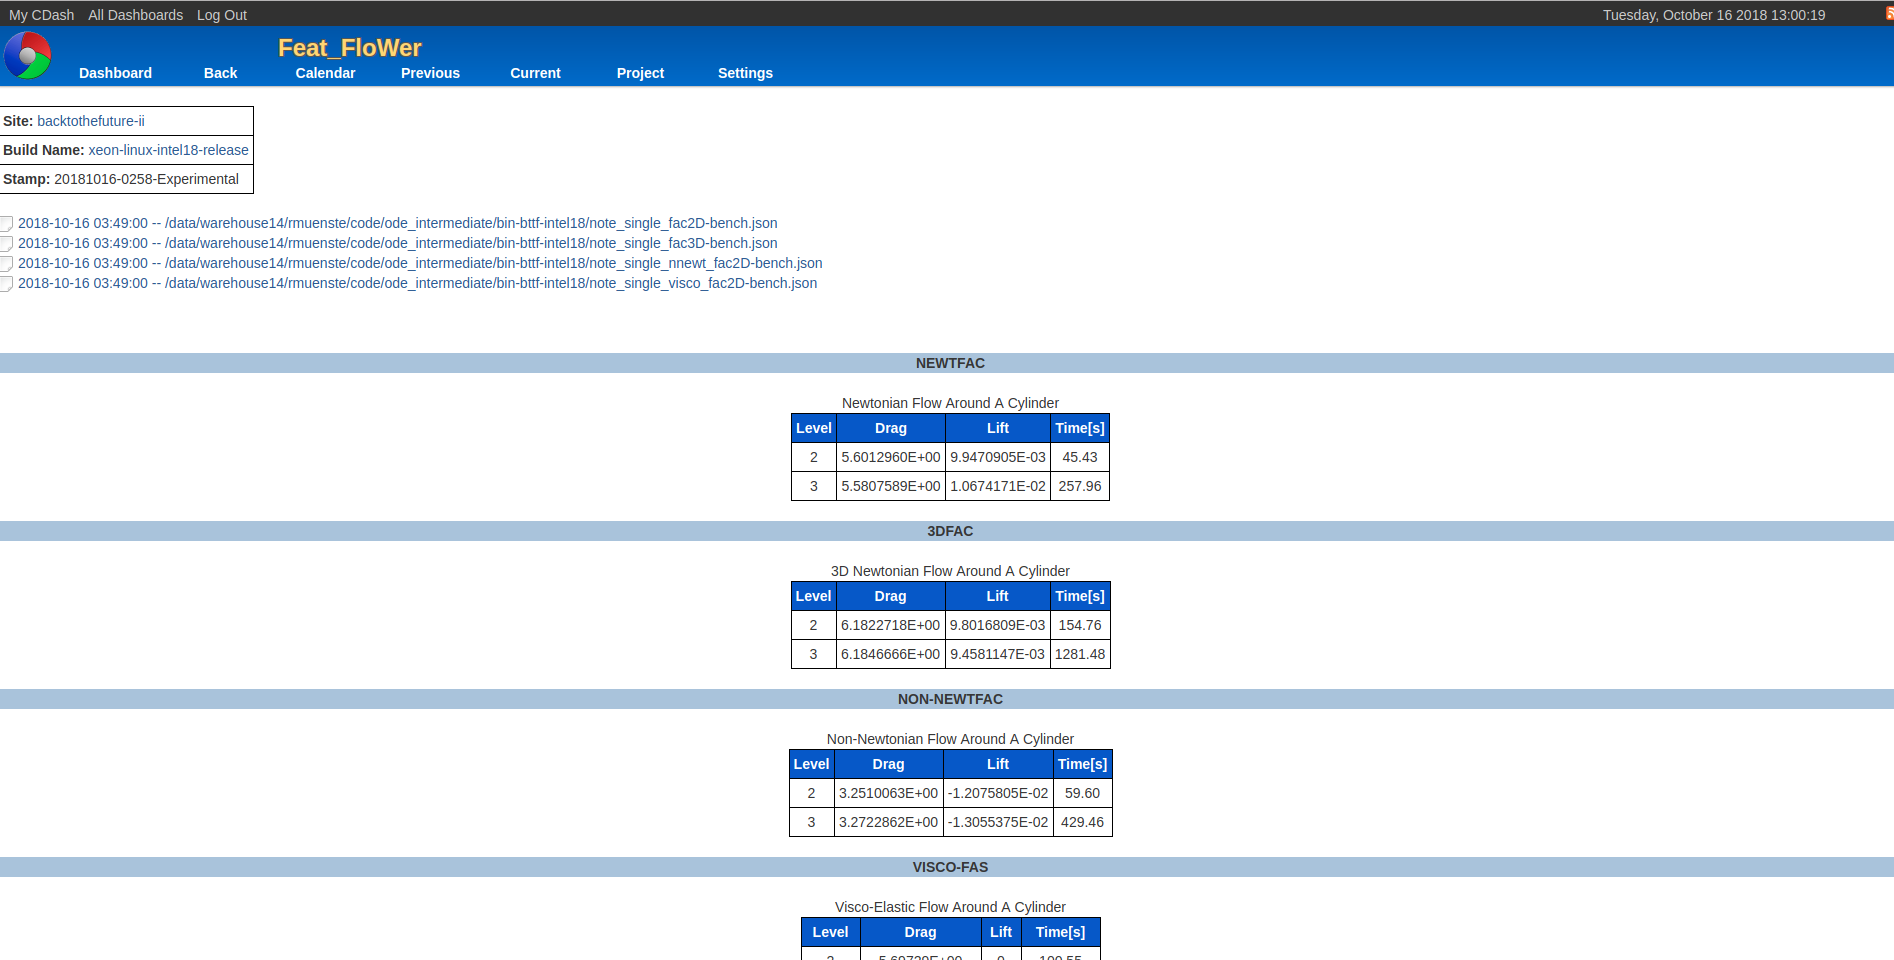 My CDash All Dashboards Log Out Tuesday, October 16 2018 13:00:19
Feat_FloWer
Dashboard Back Calendar Previous Current Project Settings
Site: backtothefuture-ii
Build Name: xeon-linux-intel18-release
Stamp: 20181016-0258-Experimental
2018-10-16 03:49:00 -- /data/warehouse14/rmuenste/code/ode_intermediate/bin-bttf-intel18/note_single_fac2D-bench.json
2018-10-16 03:49:00 -- /data/warehouse14/rmuenste/code/ode_intermediate/bin-bttf-intel18/note_single_fac3D-bench.json
2018-10-16 03:49:00 -- /data/warehouse14/rmuenste/code/ode_intermediate/bin-bttf-intel18/note_single_nnewt_fac2D-bench.json
2018-10-16 03:49:00 -- /data/warehouse14/rmuenste/code/ode_intermediate/bin-bttf-intel18/note_single_visco_fac2D-bench.json
NEWTFAC
Newtonian Flow Around A Cylinder
Level Drag Lift Time[s]
2 5.6012960E+00 9.9470905E-03 45.43
3 5.5807589E+00 1.0674171E-02 257.96
3DFAC
3D Newtonian Flow Around A Cylinder
Level Drag Lift Time[s]
2 6.1822718E+00 9.8016809E-03 154.76
3 6.1846666E+00 9.4581147E-03 1281.48
NON-NEWTFAC
Non-Newtonian Flow Around A Cylinder
Level Drag Lift Time[s]
2 3.2510063E+00 -1.2075805E-02 59.60
3 3.2722862E+00 -1.3055375E-02 429.46
VISCO-FAS
Visco-Elastic Flow Around A Cylinder
Level Drag Lift Time[s]